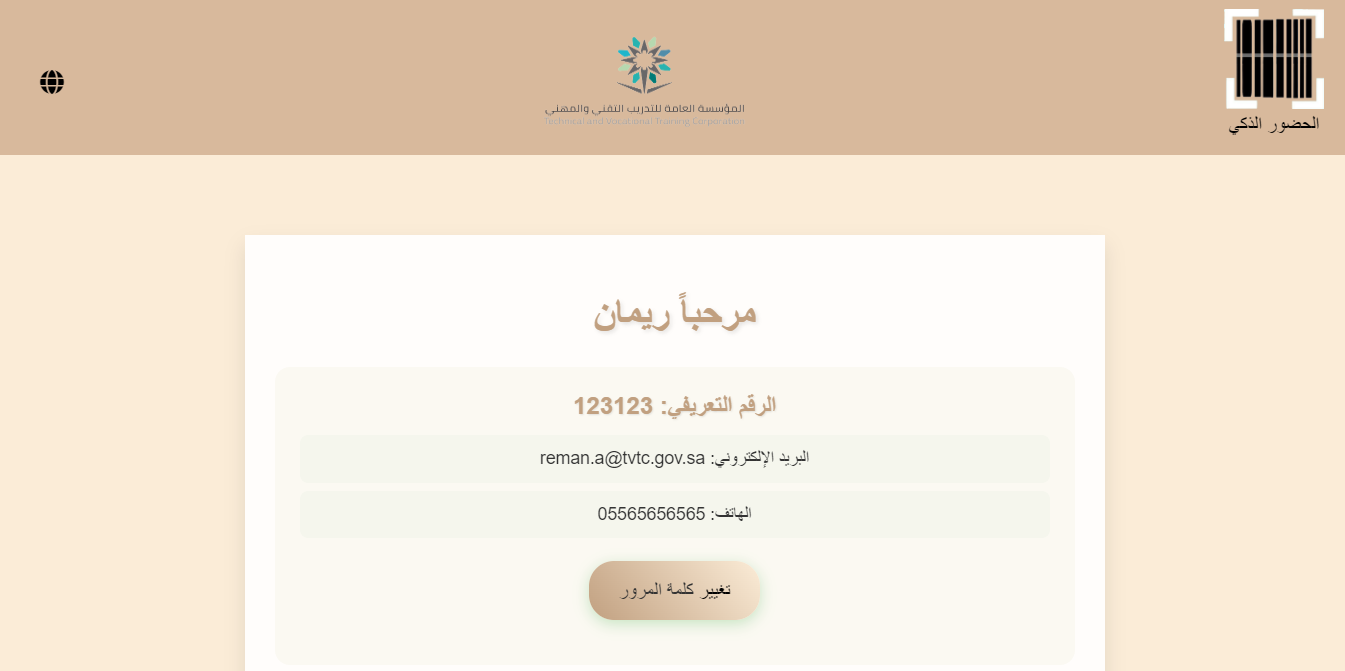 الحضور الذكي
المؤسسة العامة للتدريب التقني والمهني
Technical and Vocational Training Corporation
مرحباً ريمان
الرقم التعريفي: 123123
البريد الإلكتروني: reman.a@tvtc.gov.sa
الهاتف: 05565656565
تغيير كلمة المرور